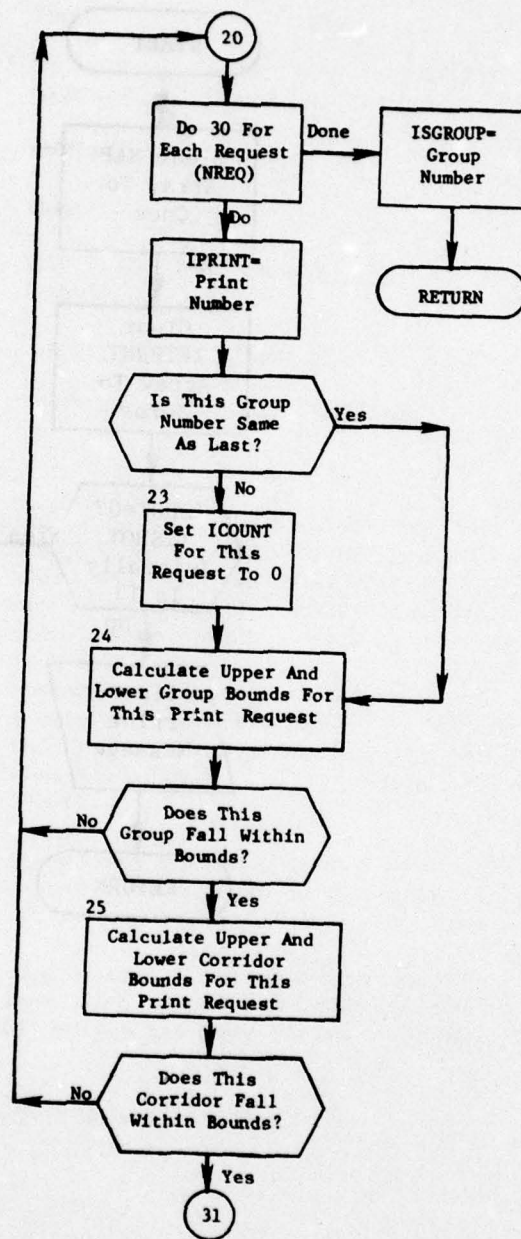 20
Do 30 For
Each Request
(NREQ)
Done
ISGROUP=
Group
Number
RETURN
Do
IPRINT=
Print
Number
Is This Group
Number Same
As Last?
Yes
No
23
Set ICOUNT
For This
Request To 0
24
Calculate Upper And
Lower Group Bounds For
This Print Request
Does This
Group Fall Within
Bounds?
No
Yes
25
Calculate Upper And
Lower Corridor
Bounds For This
Print Request
Does This
Corridor Fall
Within Bounds?
No
Yes
31